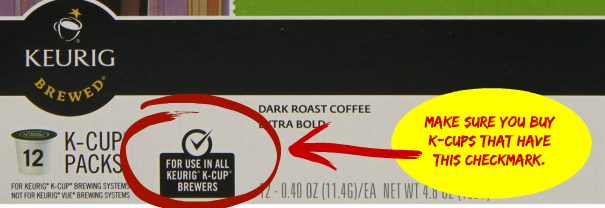 KEURIG
BREWED®
DARK ROAST COFFEE
EXTRA BOLD
MAKE SURE YOU BUY
K-CUPS THAT HAVE
THIS CHECKMARK.
12
K-CUP
PACKS
FOR USE IN ALL
KEURIG® K-CUP®
BREWERS
12 - 0.40 OZ (11.4G)/EA NET WT 4.8 OZ
FOR KEURIG® K-CUP® BREWING SYSTEMS
NOT FOR KEURIG® VUE® BREWING SYSTEMS